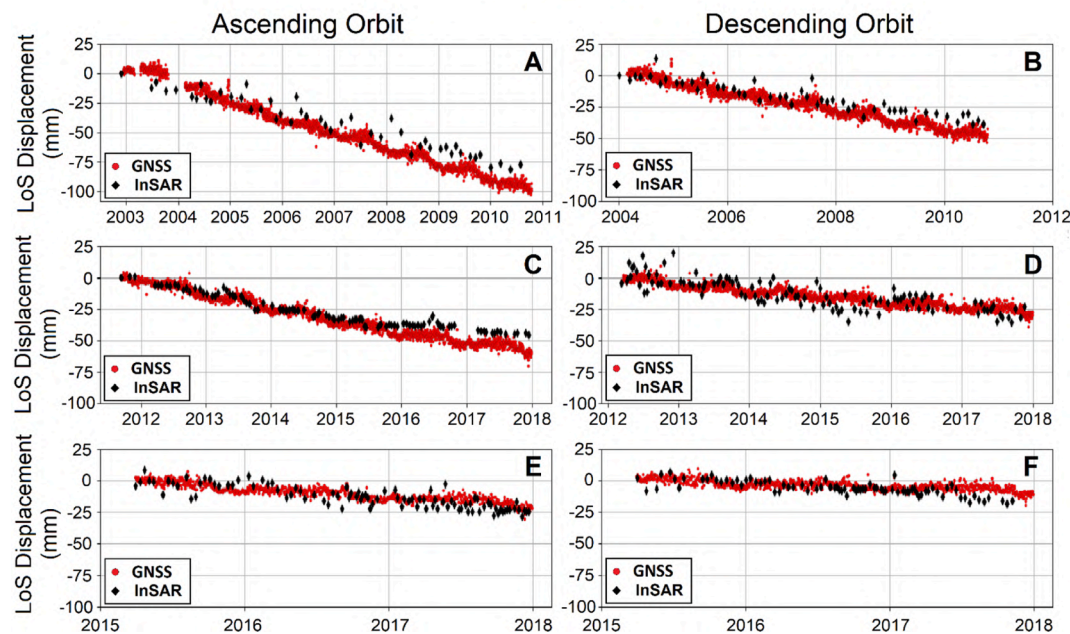 Ascending Orbit
Descending Orbit
LoS Displacement
(mm)
25
0
-25
-50
-75
-100
A
GNSS
InSAR
2003 2004 2005 2006 2007 2008 2009 2010 2011
25
0
-25
-50
-75
-100
B
GNSS
InSAR
2004 2006 2008 2010 2012
LoS Displacement
(mm)
25
0
-25
-50
-75
-100
C
GNSS
InSAR
2012 2013 2014 2015 2016 2017 2018
25
0
-25
-50
-75
-100
D
GNSS
InSAR
2012 2013 2014 2015 2016 2017 2018
LoS Displacement
(mm)
25
0
-25
-50
-75
-100
E
GNSS
InSAR
2015 2016 2017 2018
25
0
-25
-50
-75
-100
F
GNSS
InSAR
2015 2016 2017 2018